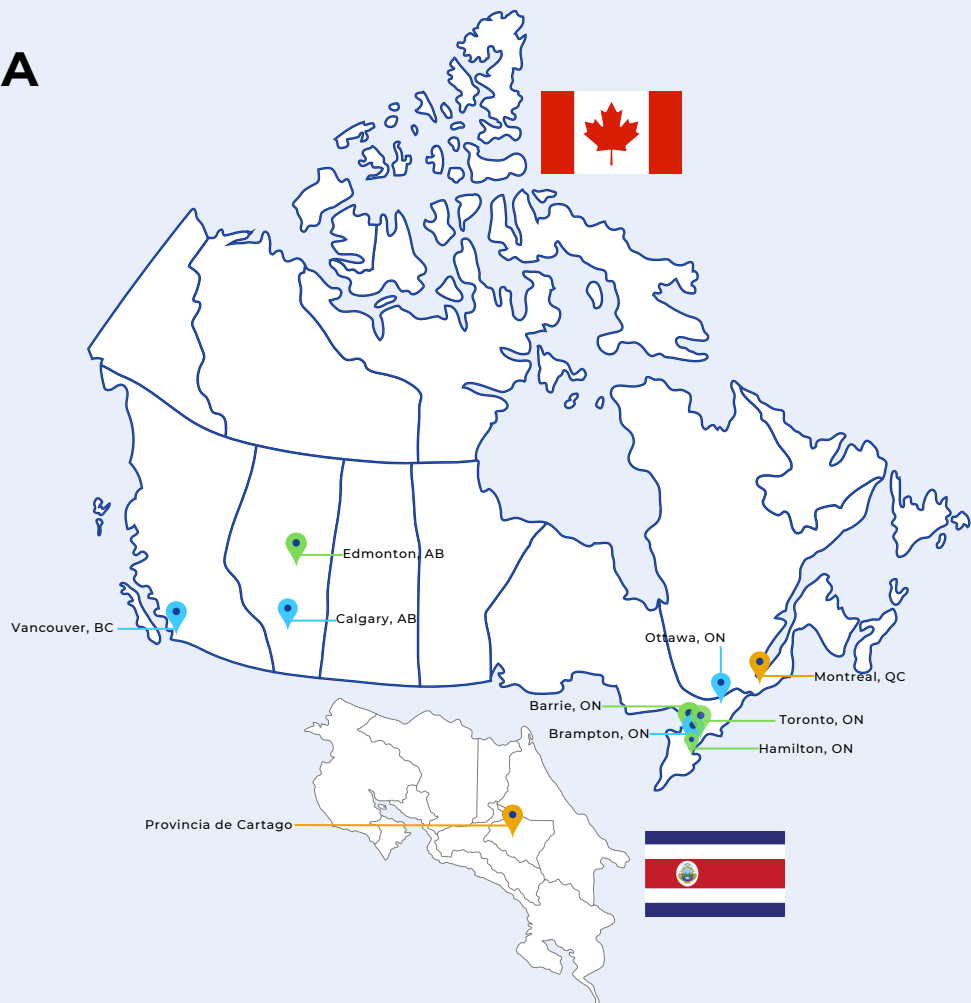 A
Edmonton, AB
Calgary, AB
Vancouver, BC
Ottawa, ON
Montreal, QC
Barrie, ON
Toronto, ON
Brampton, ON
Hamilton, ON
Provincia de Cartago